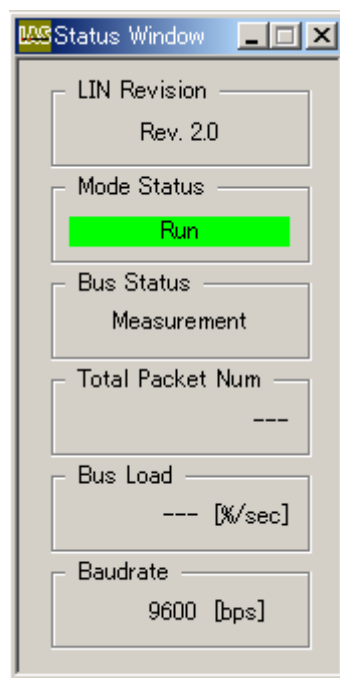 LAS Status Window
LIN Revision
Rev. 2.0
Mode Status
Run
Bus Status
Measurement
Total Packet Num
---
Bus Load
--- [%/sec]
Baudrate
9600 [bps]